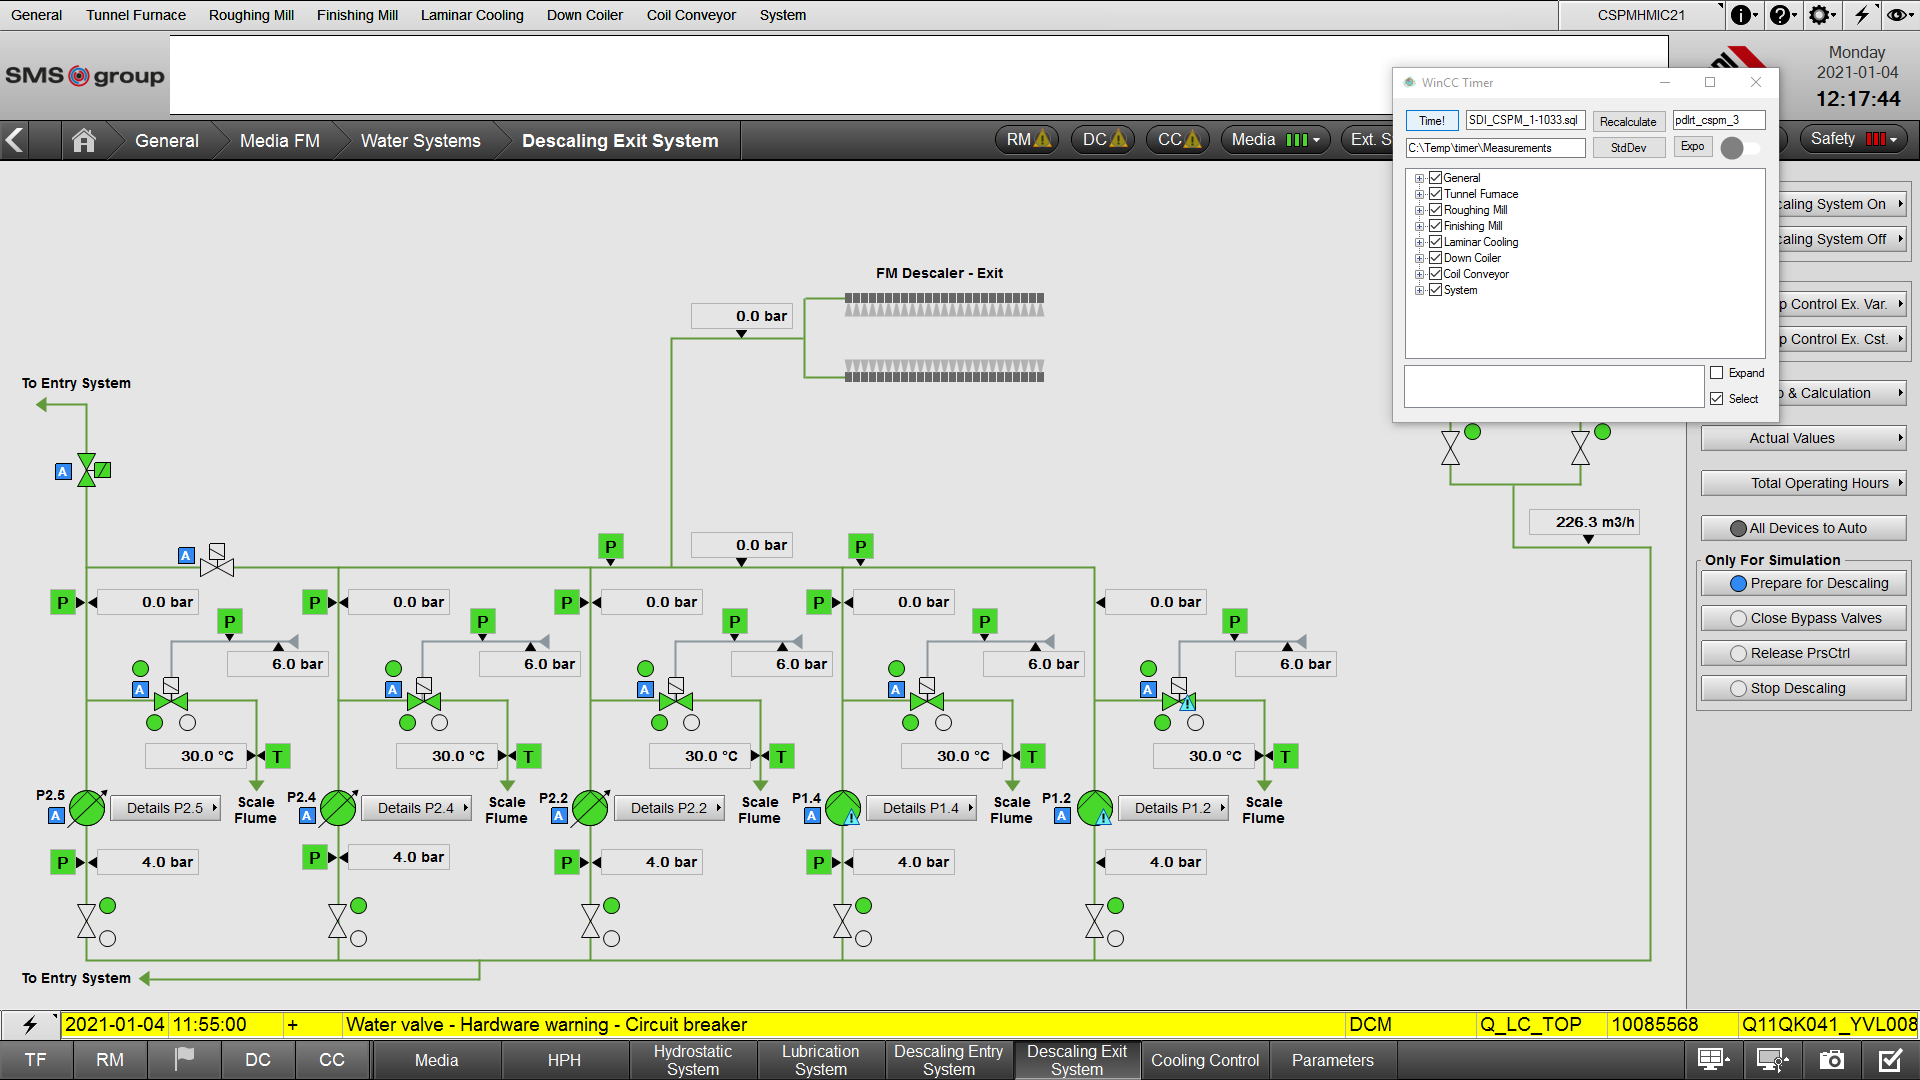 General Tunnel Furnace Roughing Mill Finishing Mill Laminar Cooling Down Coiler Coil Conveyor System CSPMHMIC21
SMS group
Monday
2021-01-04
12:17:44
General Media FM Water Systems Descaling Exit System RM DC CC Media Ext. S Safety
WinCC Timer
Time! SDI_CSPM_1-1033.sql Recalculate pdlrt_cspm_3
C:\Temp\timer\Measurements StdDev Expo
General
Tunnel Furnace
Roughing Mill
Finishing Mill
Laminar Cooling
Down Coiler
Coil Conveyor
System
Expand
Select
caling System On
caling System Off
p Control Ex. Var.
p Control Ex. Cst.
& Calculation
Actual Values
Total Operating Hours
All Devices to Auto
Only For Simulation
Prepare for Descaling
Close Bypass Valves
Release PrsCtrl
Stop Descaling
FM Descaler - Exit
0.0 bar
To Entry System
A
226.3 m3/h
A P 0.0 bar P
P 0.0 bar P 0.0 bar P 0.0 bar P 0.0 bar 0.0 bar
P P P P P
6.0 bar 6.0 bar 6.0 bar 6.0 bar 6.0 bar
A A A A A
30.0 °C T 30.0 °C T 30.0 °C T 30.0 °C T 30.0 °C T
P2.5 A Details P2.5 Scale Flume
P2.4 A Details P2.4 Scale Flume
P2.2 A Details P2.2 Scale Flume
P1.4 A Details P1.4 Scale Flume
P1.2 A Details P1.2 Scale Flume
P 4.0 bar P 4.0 bar P 4.0 bar P 4.0 bar 4.0 bar
To Entry System
2021-01-04 11:55:00 + Water valve - Hardware warning - Circuit breaker DCM Q_LC_TOP 10085568 Q11QK041_YVL008
TF RM DC CC Media HPH Hydrostatic System Lubrication System Descaling Entry System Descaling Exit System Cooling Control Parameters